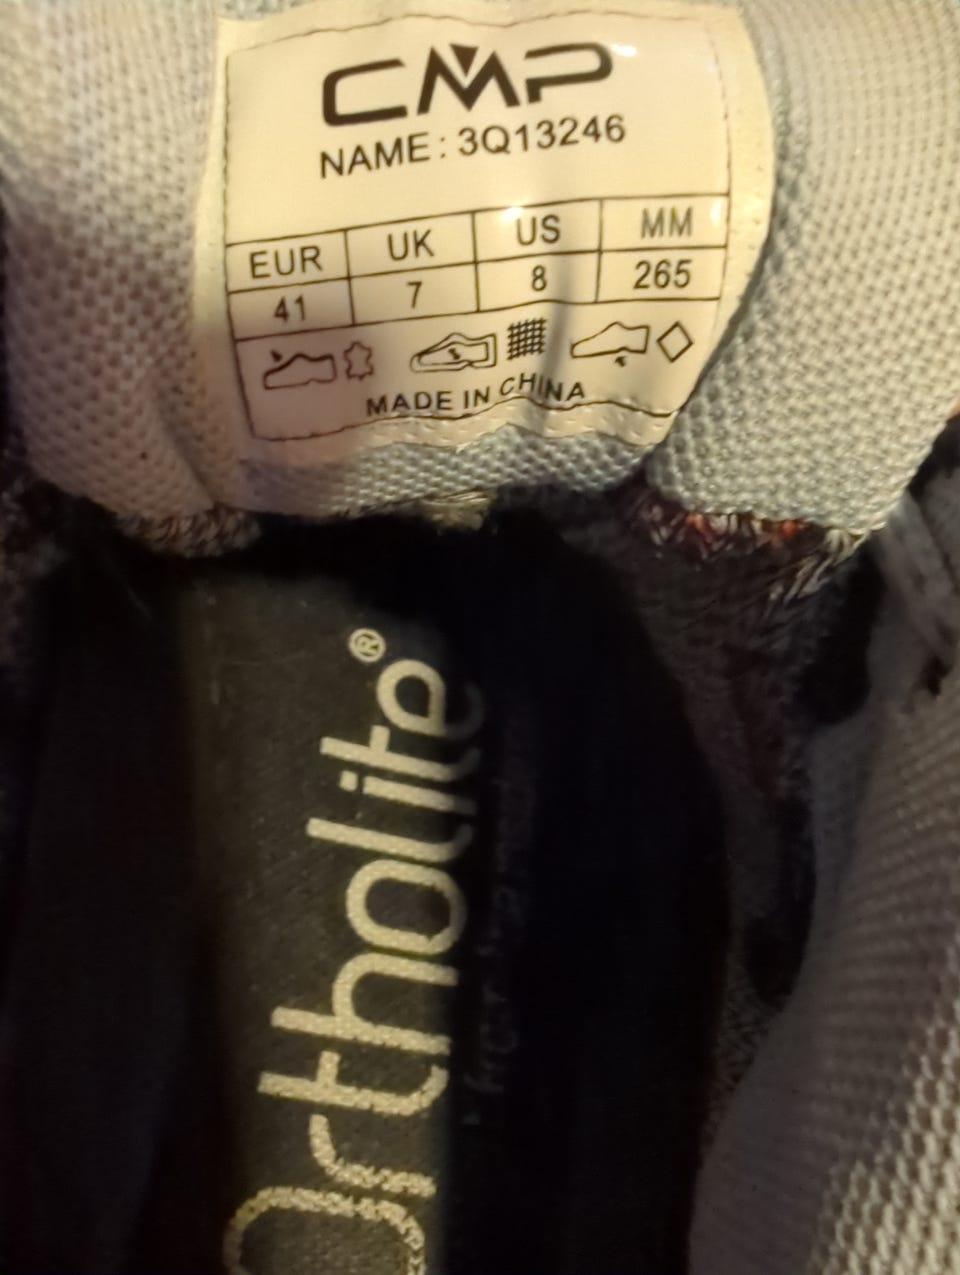 CMP
NAME: 3Q13246
EUR UK US MM
41 7 8 265
MADE IN CHINA
Ortholite®